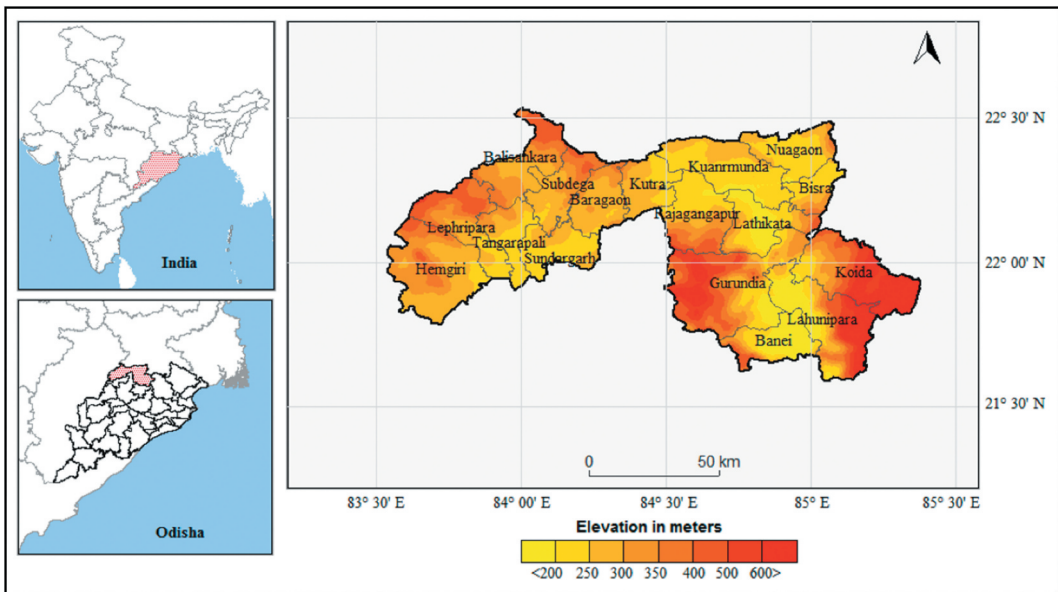 India
Odisha
22° 30' N
22° 00' N
21° 30' N
Balisankara
Nuagaon
Kuanrmunda
Subdega
Kutra
Bisra
Baragaon
Rajagangapur
Lephripara
Lathikata
Tangarapali
Sundargarh
Hemgiri
Koida
Gurundia
Lahunipara
Banei
0 50 km
83° 30' E 84° 00' E 84° 30' E 85° E 85° 30' E
Elevation in meters
<200 250 300 350 400 500 600>